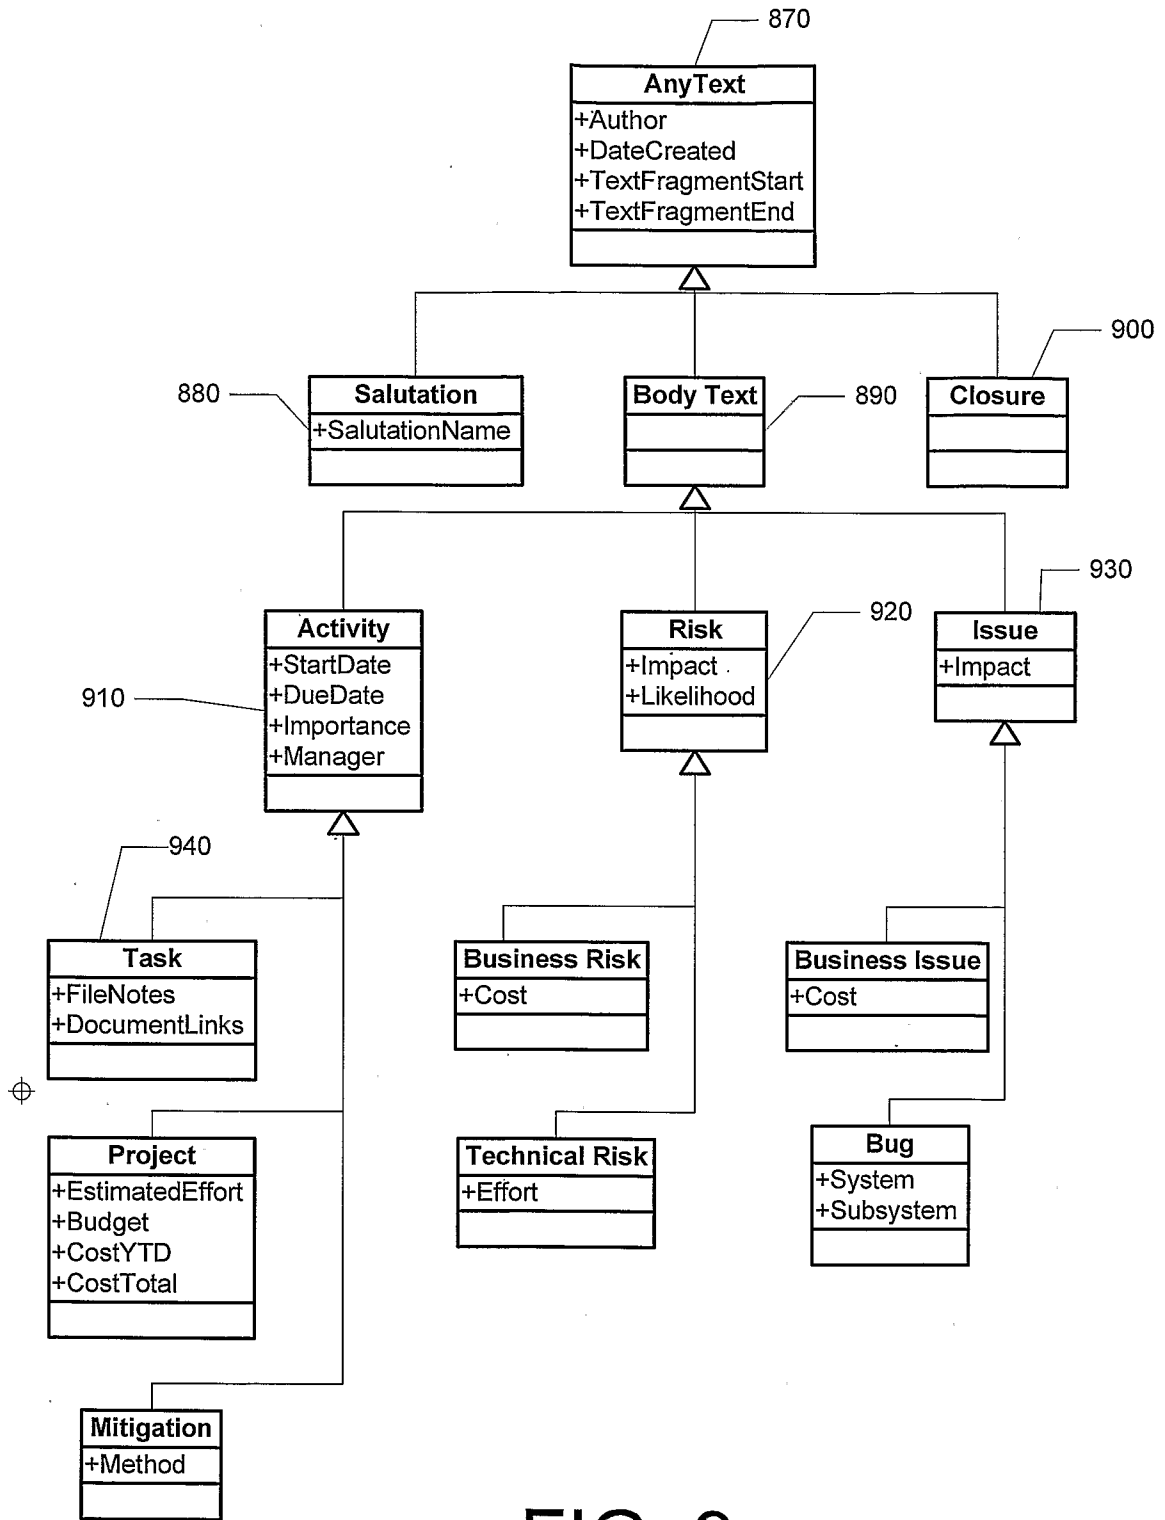 870
AnyText
+Author
+DateCreated
+TextFragmentStart
+TextFragmentEnd
900
880
Salutation
+SalutationName
Body Text
890
Closure
930
920
910
Activity
+StartDate
+DueDate
+Importance
+Manager
Risk
+Impact
+Likelihood
Issue
+Impact
940
Task
+FileNotes
+DocumentLinks
Business Risk
+Cost
Business Issue
+Cost
Project
+EstimatedEffort
+Budget
+CostYTD
+CostTotal
Technical Risk
+Effort
Bug
+System
+Subsystem
Mitigation
+Method